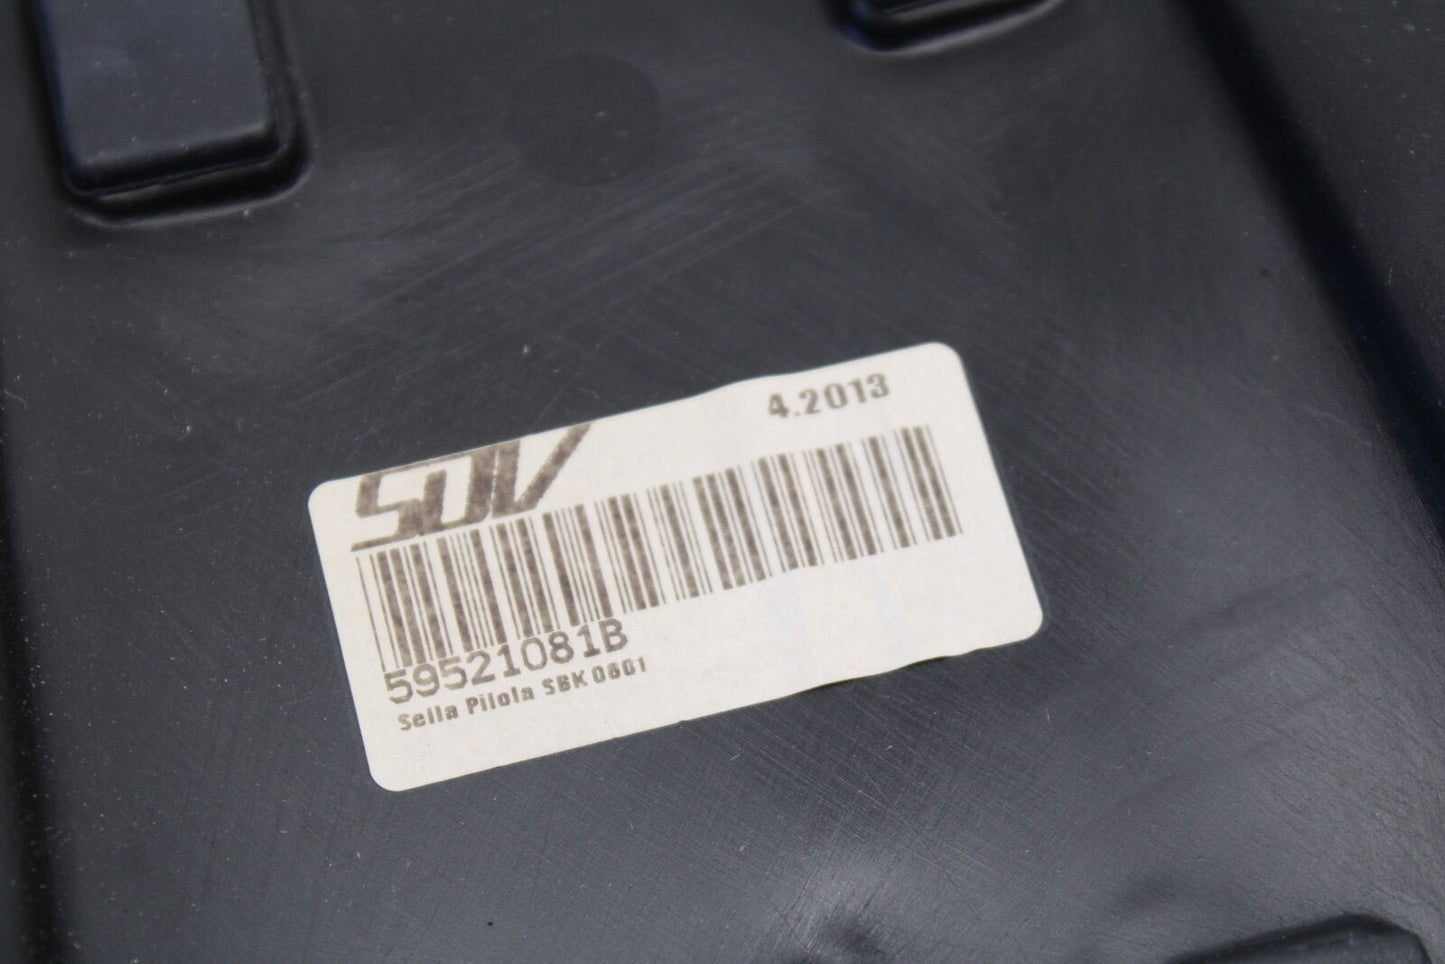 4.2013
SDV
59521081B
Sella Pilota SBK 0601